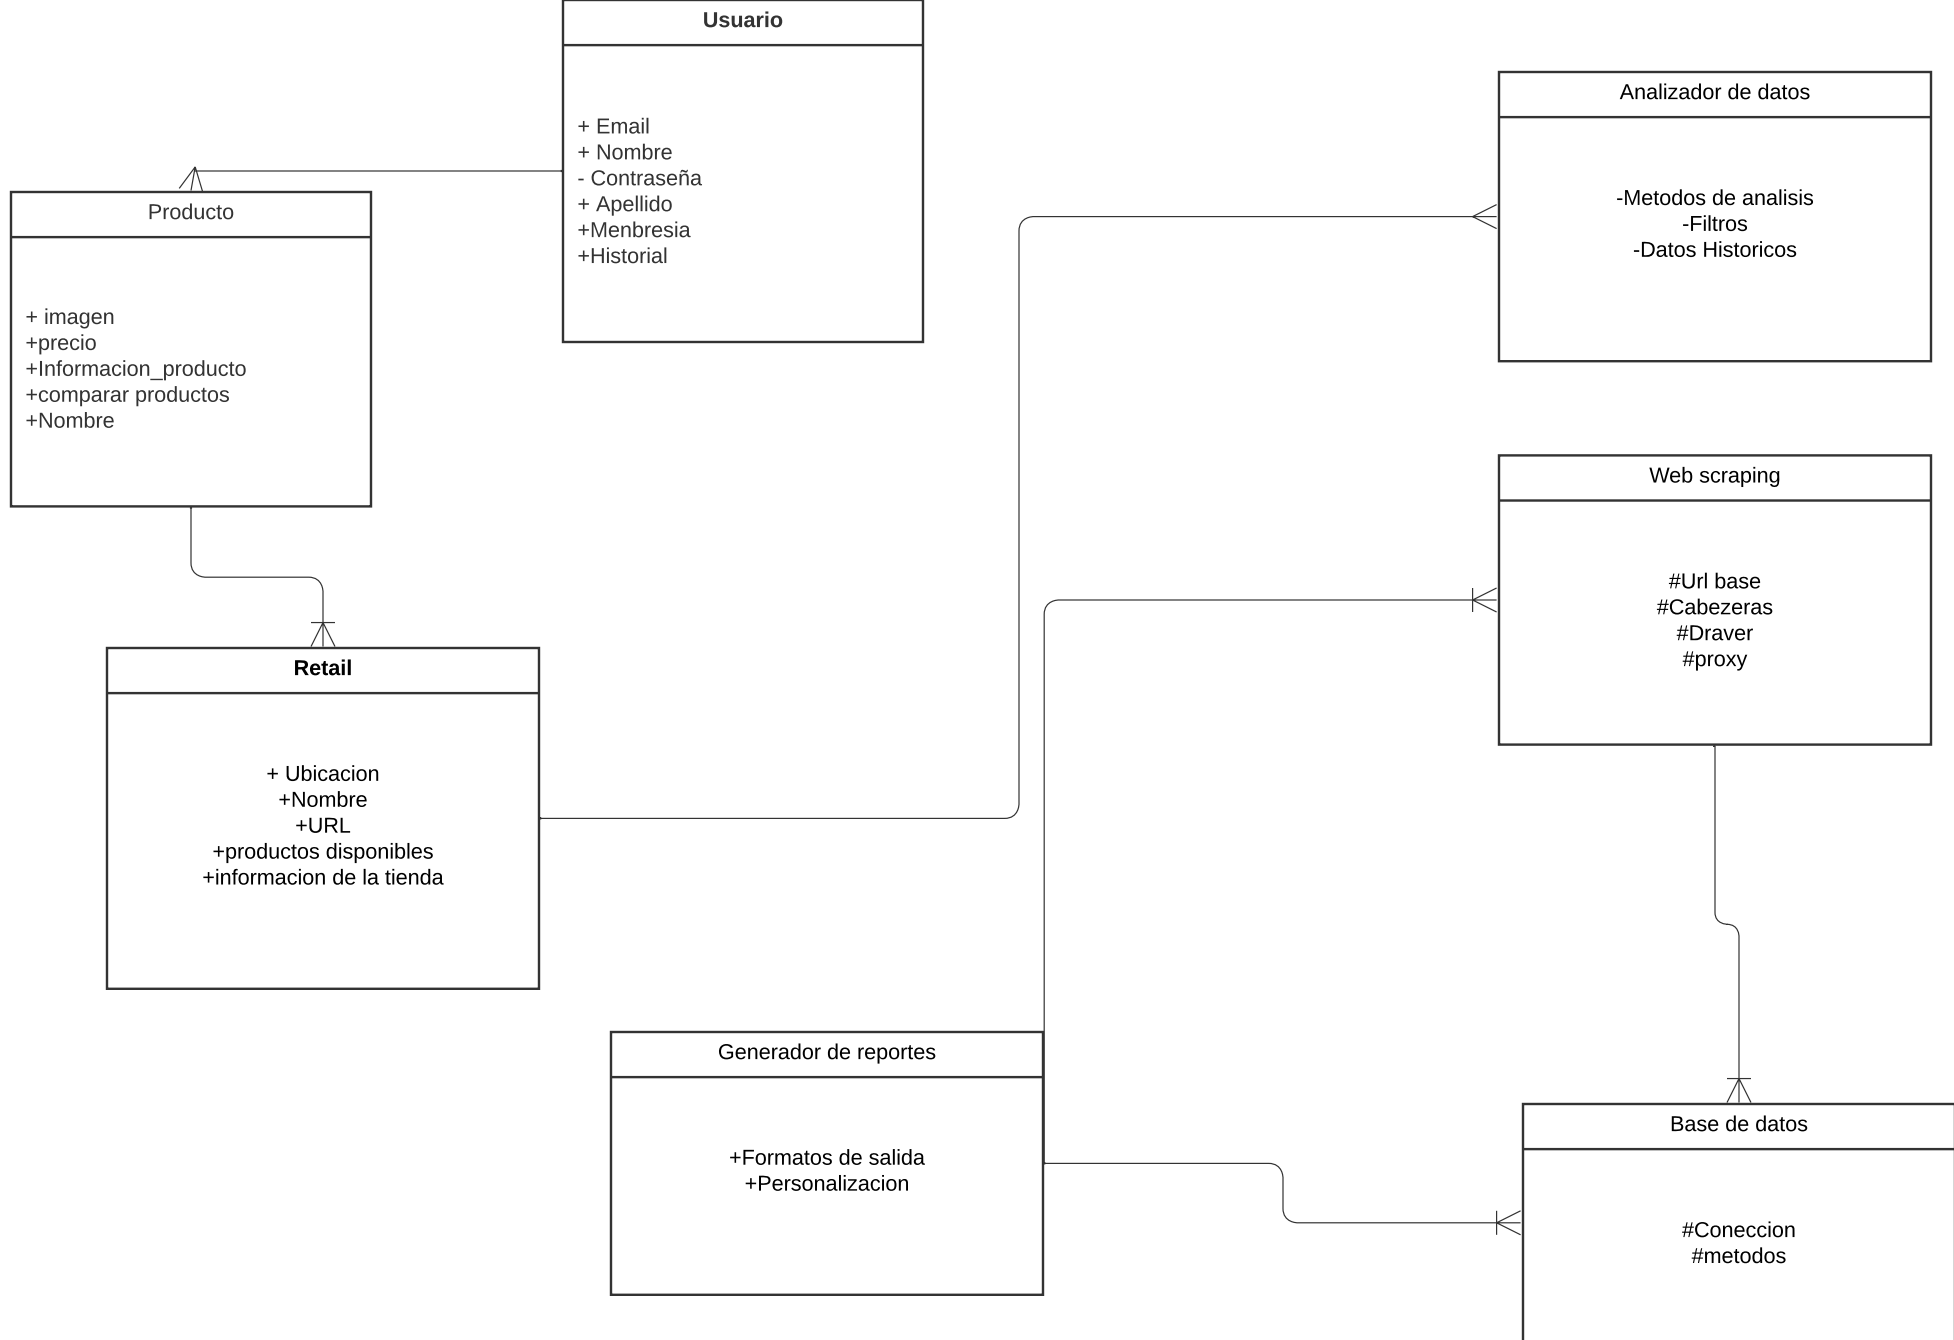 Usuario
+ Email
+ Nombre
- Contraseña
+ Apellido
+Menbresia
+Historial
Producto
+ imagen
+precio
+Informacion_producto
+comparar productos
+Nombre
Analizador de datos
-Metodos de analisis
-Filtros
-Datos Historicos
Web scraping
#Url base
#Cabezeras
#Draver
#proxy
Retail
+ Ubicacion
+Nombre
+URL
+productos disponibles
+informacion de la tienda
Generador de reportes
+Formatos de salida
+Personalizacion
Base de datos
#Coneccion
#metodos